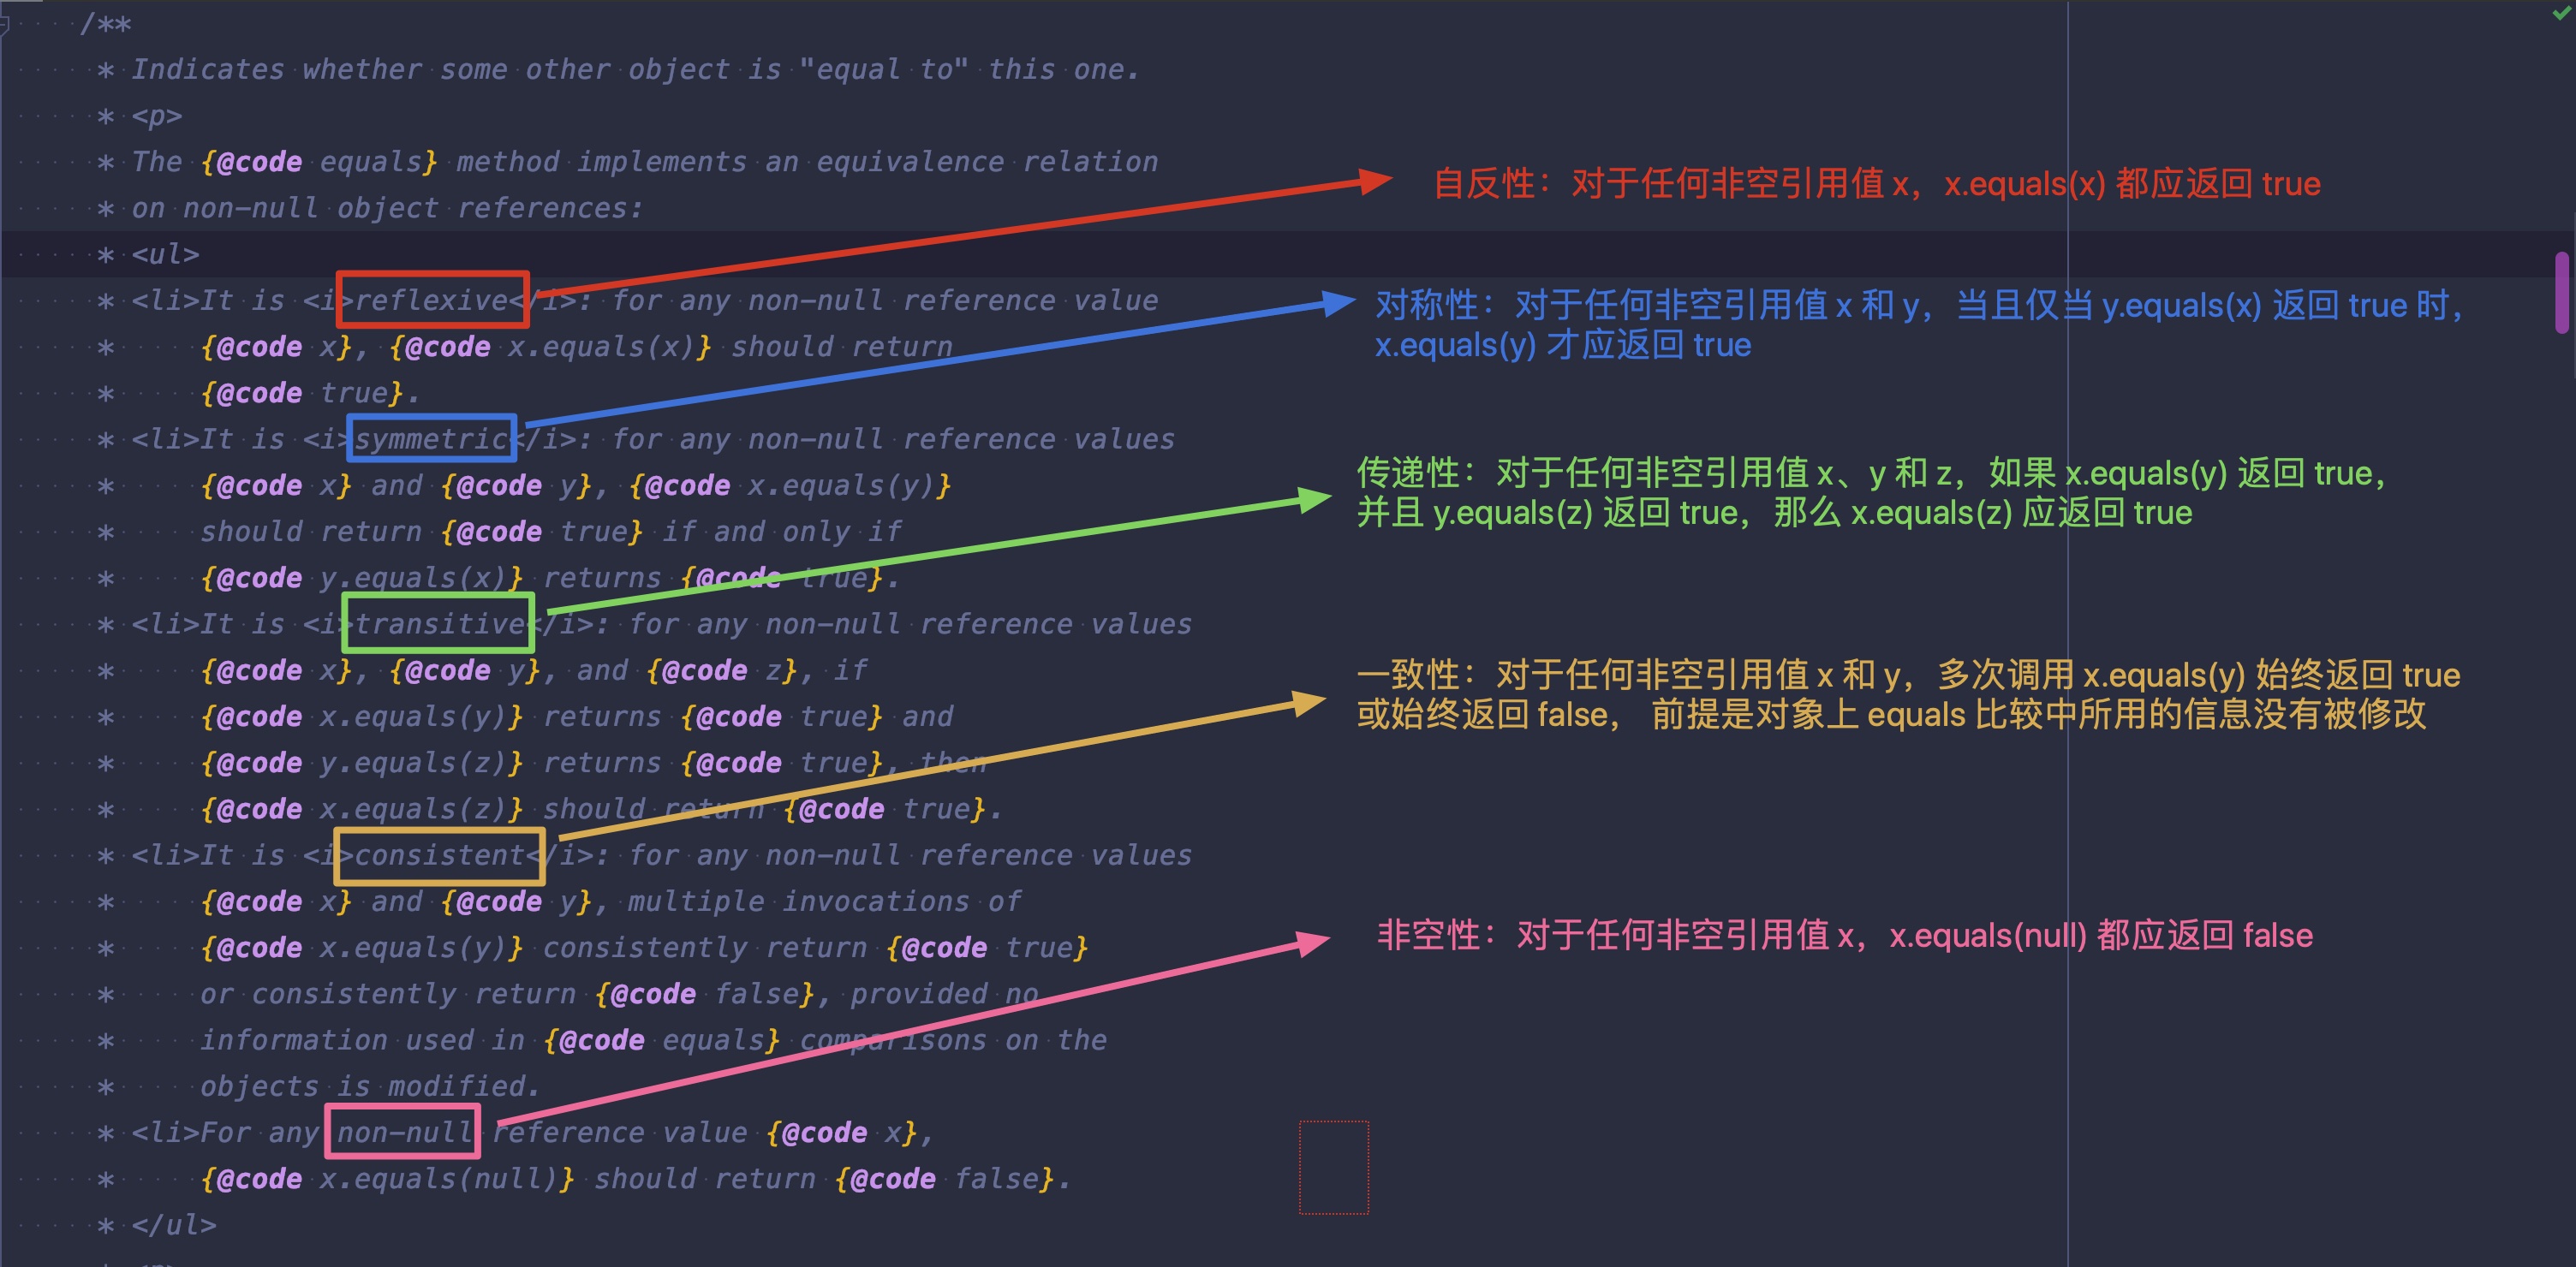 /**
* Indicates whether some other object is "equal to" this one.
* <p>
* The {@code equals} method implements an equivalence relation
* on non-null object references:
* <ul>
* <li>It is <i>reflexive</i>: for any non-null reference value
*     {@code x}, {@code x.equals(x)} should return
*     {@code true}.
* <li>It is <i>symmetric</i>: for any non-null reference values
*     {@code x} and {@code y}, {@code x.equals(y)}
*     should return {@code true} if and only if
*     {@code y.equals(x)} returns {@code true}.
* <li>It is <i>transitive</i>: for any non-null reference values
*     {@code x}, {@code y}, and {@code z}, if
*     {@code x.equals(y)} returns {@code true} and
*     {@code y.equals(z)} returns {@code true}, then
*     {@code x.equals(z)} should return {@code true}.
* <li>It is <i>consistent</i>: for any non-null reference values
*     {@code x} and {@code y}, multiple invocations of
*     {@code x.equals(y)} consistently return {@code true}
*     or consistently return {@code false}, provided no
*     information used in {@code equals} comparisons on the
*     objects is modified.
* <li>For any non-null reference value {@code x},
*     {@code x.equals(null)} should return {@code false}.
* </ul>
* <p>
自反性：对于任何非空引用值 x，x.equals(x) 都应返回 true
对称性：对于任何非空引用值 x 和 y，当且仅当 y.equals(x) 返回 true 时，
x.equals(y) 才应返回 true
传递性：对于任何非空引用值 x、y 和 z，如果 x.equals(y) 返回 true，
并且 y.equals(z) 返回 true，那么 x.equals(z) 应返回 true
一致性：对于任何非空引用值 x 和 y，多次调用 x.equals(y) 始终返回 true
或始终返回 false， 前提是对象上 equals 比较中所用的信息没有被修改
非空性：对于任何非空引用值 x，x.equals(null) 都应返回 false